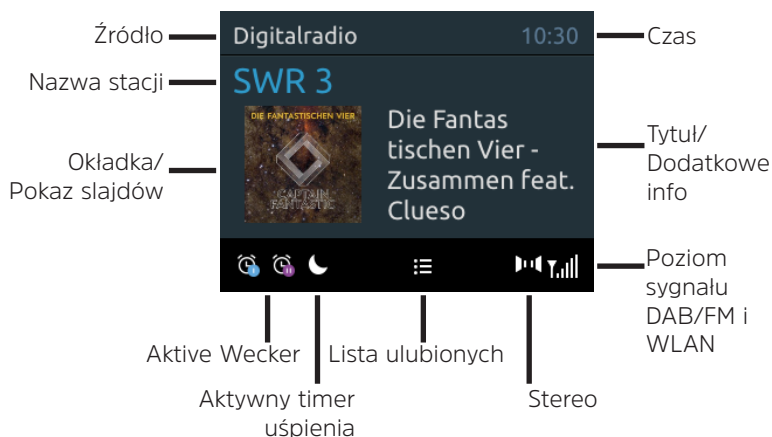 Źródło
Digitalradio
10:30
Czas
Nazwa stacji
SWR 3
DIE FANTASTISCHEN VIER
CAPTAIN
FANTASTIC
Okładka/
Pokaz slajdów
Die Fantas
tischen Vier -
Zusammen feat.
Clueso
Tytuł/
Dodatkowe
info
Poziom
sygnału
DAB/FM i
WLAN
Aktive Wecker
Lista ulubionych
Aktywny timer
uśpienia
Stereo